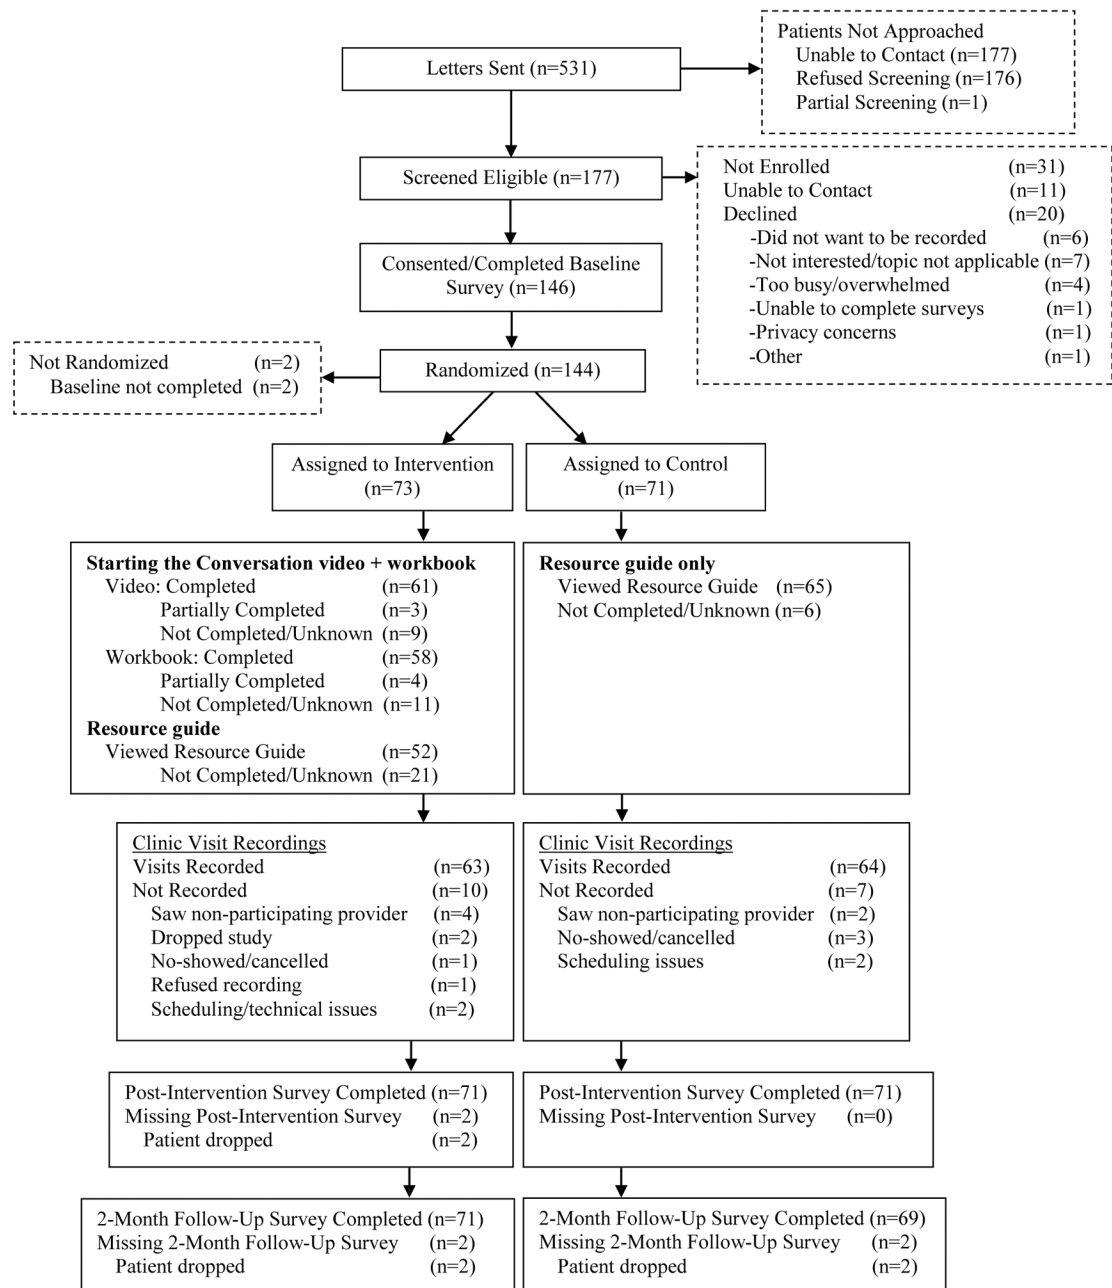 Letters Sent (n=531)
Patients Not Approached
Unable to Contact (n=177)
Refused Screening (n=176)
Partial Screening (n=1)
Screened Eligible (n=177)
Not Enrolled (n=31)
Unable to Contact (n=11)
Declined (n=20)
-Did not want to be recorded (n=6)
-Not interested/topic not applicable (n=7)
-Too busy/overwhelmed (n=4)
-Unable to complete surveys (n=1)
-Privacy concerns (n=1)
-Other (n=1)
Consented/Completed Baseline
Survey (n=146)
Randomized (n=144)
Not Randomized (n=2)
Baseline not completed (n=2)
Assigned to Intervention
(n=73)
Assigned to Control
(n=71)
Starting the Conversation video + workbook
Video: Completed (n=61)
Partially Completed (n=3)
Not Completed/Unknown (n=9)
Workbook: Completed (n=58)
Partially Completed (n=4)
Not Completed/Unknown (n=11)
Resource guide
Viewed Resource Guide (n=52)
Not Completed/Unknown (n=21)
Resource guide only
Viewed Resource Guide (n=65)
Not Completed/Unknown (n=6)
Clinic Visit Recordings
Visits Recorded (n=63)
Not Recorded (n=10)
Saw non-participating provider (n=4)
Dropped study (n=2)
No-showed/cancelled (n=1)
Refused recording (n=1)
Scheduling/technical issues (n=2)
Clinic Visit Recordings
Visits Recorded (n=64)
Not Recorded (n=7)
Saw non-participating provider (n=2)
No-showed/cancelled (n=3)
Scheduling issues (n=2)
Post-Intervention Survey Completed (n=71)
Missing Post-Intervention Survey (n=2)
Patient dropped (n=2)
Post-Intervention Survey Completed (n=71)
Missing Post-Intervention Survey (n=0)
2-Month Follow-Up Survey Completed (n=71)
Missing 2-Month Follow-Up Survey (n=2)
Patient dropped (n=2)
2-Month Follow-Up Survey Completed (n=69)
Missing 2-Month Follow-Up Survey (n=2)
Patient dropped (n=2)